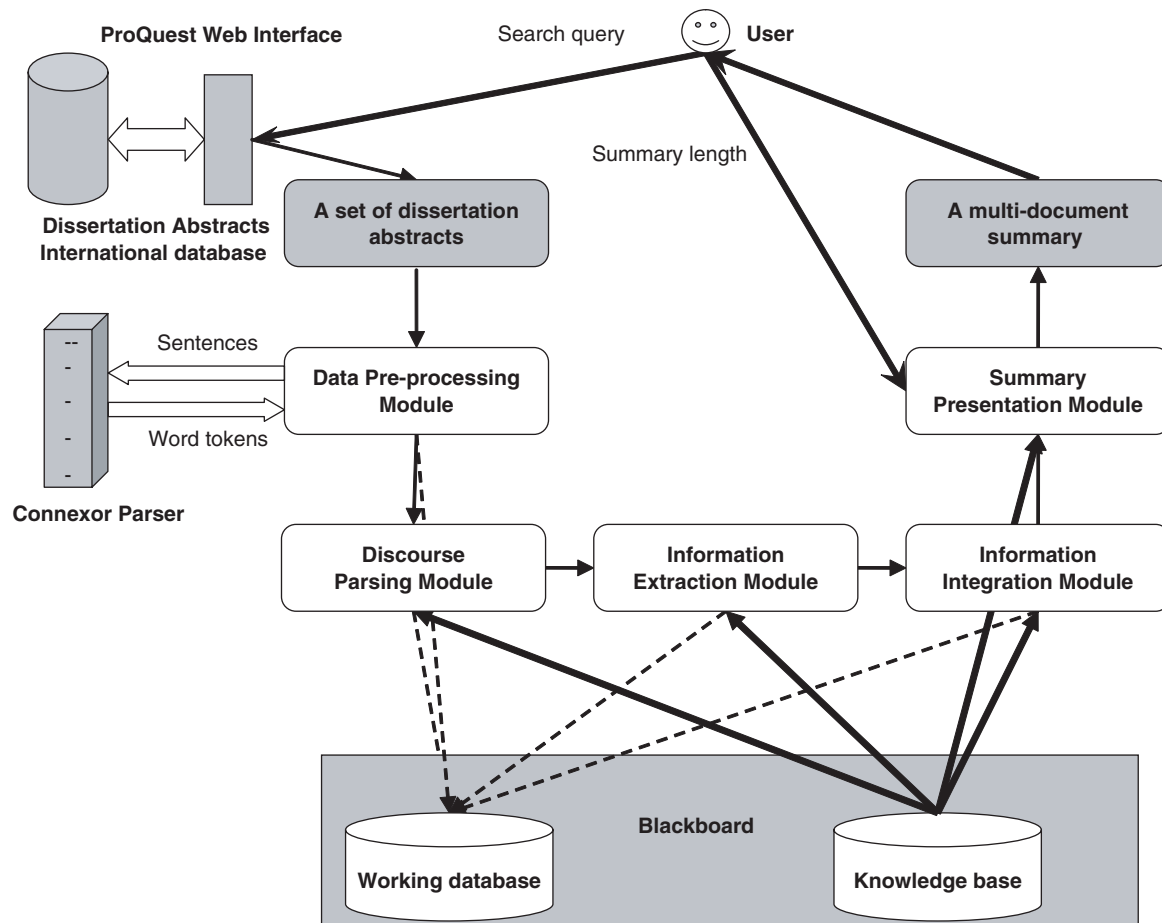 ProQuest Web Interface
Search query
User
Summary length
Dissertation Abstracts
International database
A set of dissertation
abstracts
A multi-document
summary
--
-
-
-
-
Sentences
Word tokens
Connexor Parser
Data Pre-processing
Module
Summary
Presentation Module
Discourse
Parsing Module
Information
Extraction Module
Information
Integration Module
Blackboard
Working database
Knowledge base